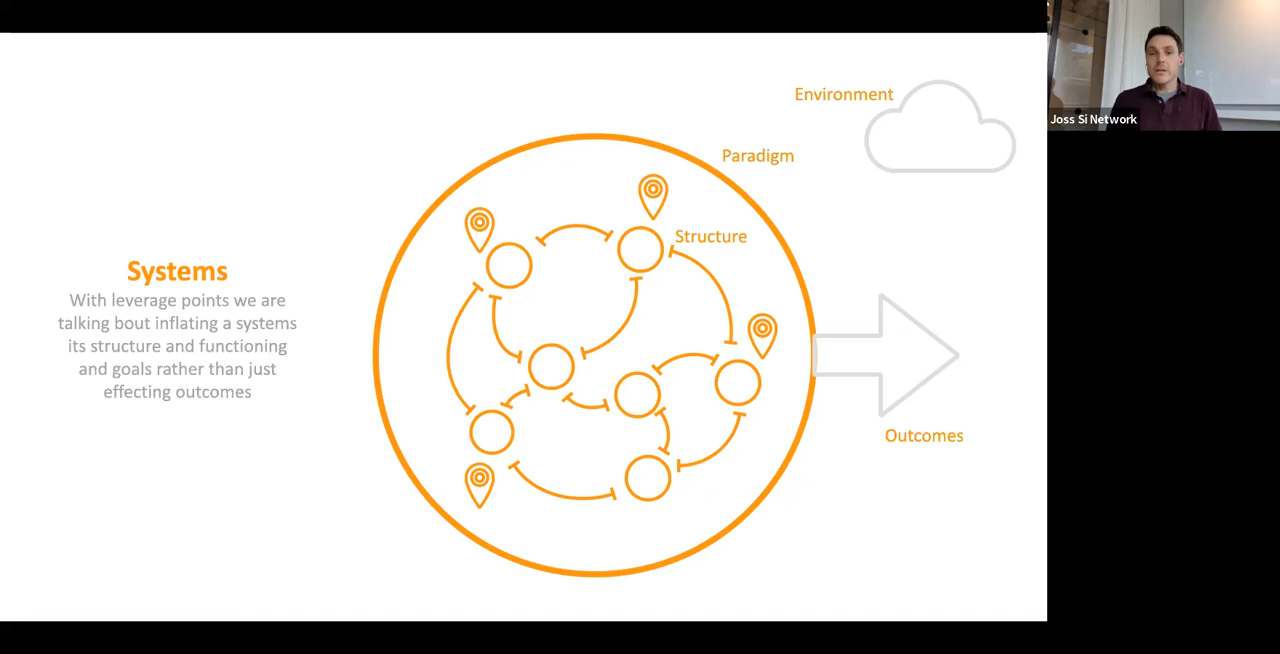 Systems
With leverage points we are
talking bout inflating a systems
its structure and functioning
and goals rather than just
effecting outcomes
Environment
Paradigm
Structure
Outcomes
Joss Si Network